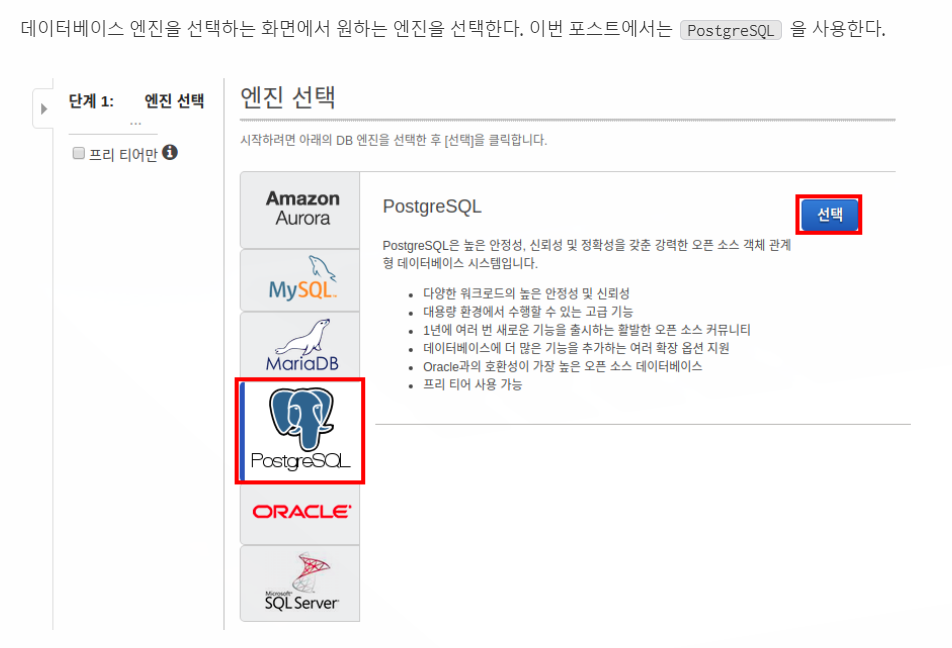 데이터베이스 엔진을 선택하는 화면에서 원하는 엔진을 선택한다. 이번 포스트에서는 PostgreSQL 을 사용한다.
단계 1: 엔진 선택
...
프리 티어만
엔진 선택
시작하려면 아래의 DB 엔진을 선택한 후 [선택]을 클릭합니다.
Amazon
Aurora
MySQL
MariaDB
PostgreSQL
ORACLE
Microsoft
SQL Server
PostgreSQL
선택
PostgreSQL은 높은 안정성, 신뢰성 및 정확성을 갖춘 강력한 오픈 소스 객체 관계
형 데이터베이스 시스템입니다.
• 다양한 워크로드의 높은 안정성 및 신뢰성
• 대용량 환경에서 수행할 수 있는 고급 기능
• 1년에 여러 번 새로운 기능을 출시하는 활발한 오픈 소스 커뮤니티
• 데이터베이스에 더 많은 기능을 추가하는 여러 확장 옵션 지원
• Oracle과의 호환성이 가장 높은 오픈 소스 데이터베이스
• 프리 티어 사용 가능